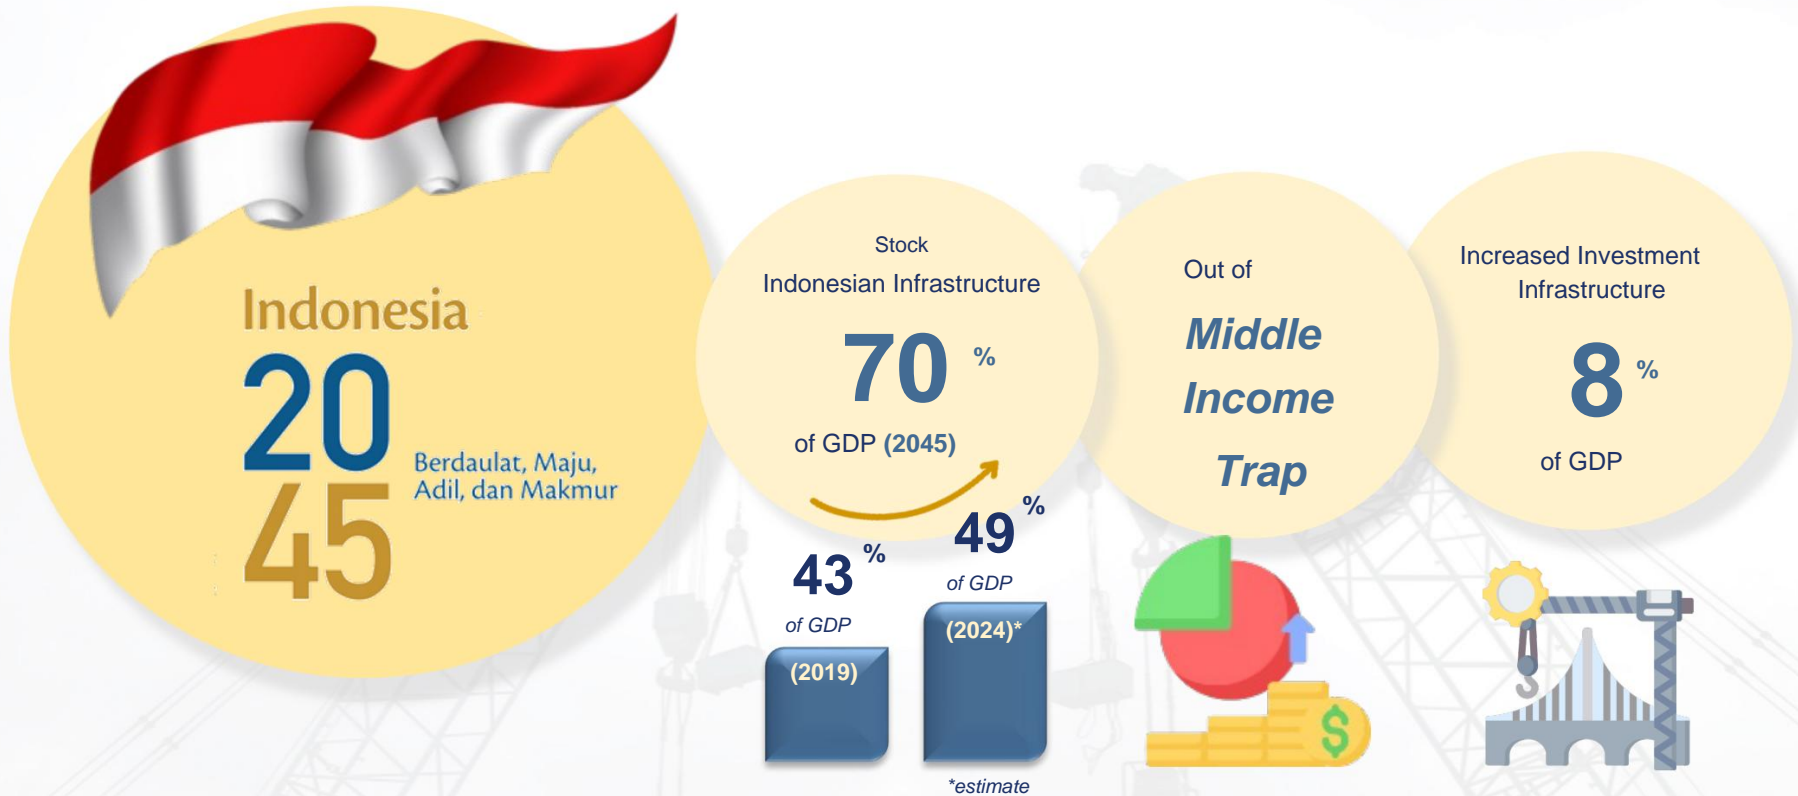 Indonesia
20
45
Berdaulat, Maju,
Adil, dan Makmur
Stock
Indonesian Infrastructure
70 %
of GDP (2045)
43 %
of GDP
(2019)
49 %
of GDP
(2024)*
*estimate
Out of
Middle
Income
Trap
$
Increased Investment
Infrastructure
8 %
of GDP